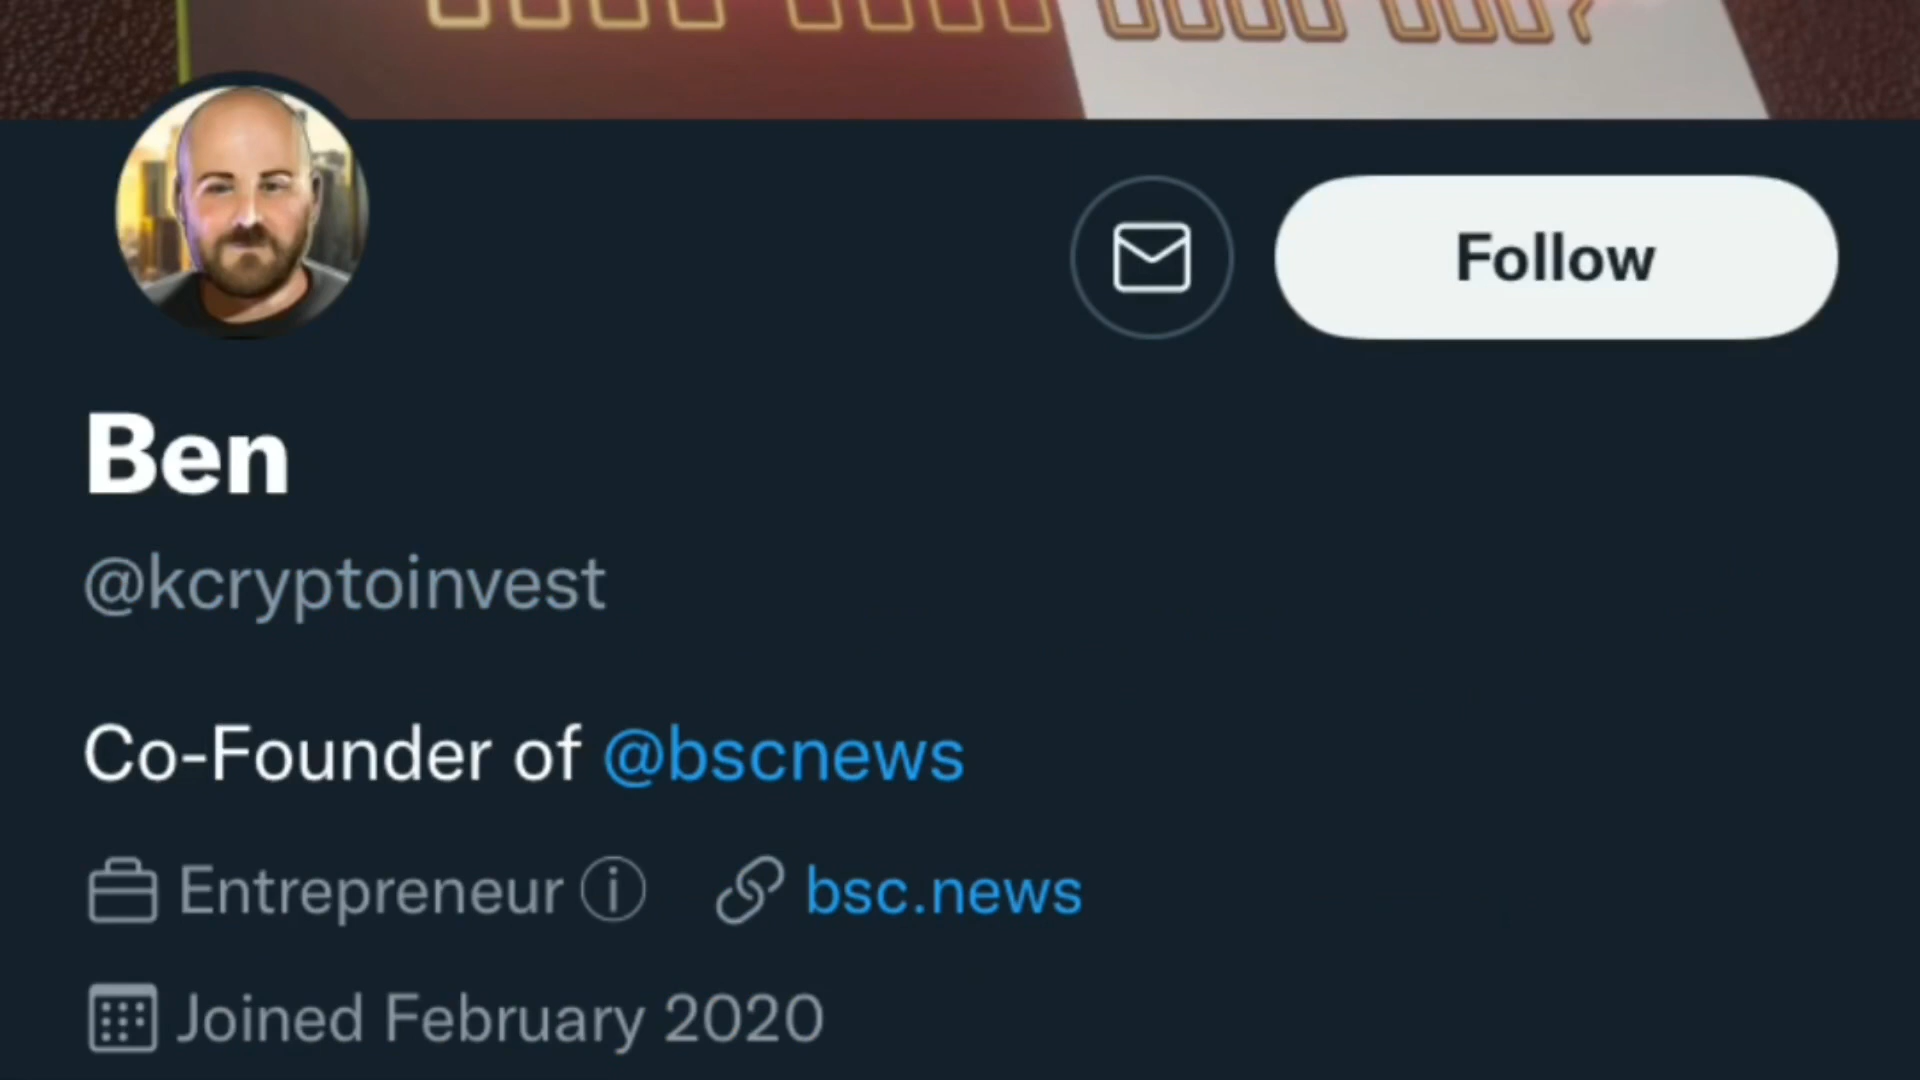 Follow
Ben
@kcryptoinvest
Co-Founder of @bscnews
Entrepreneur bsc.news
Joined February 2020